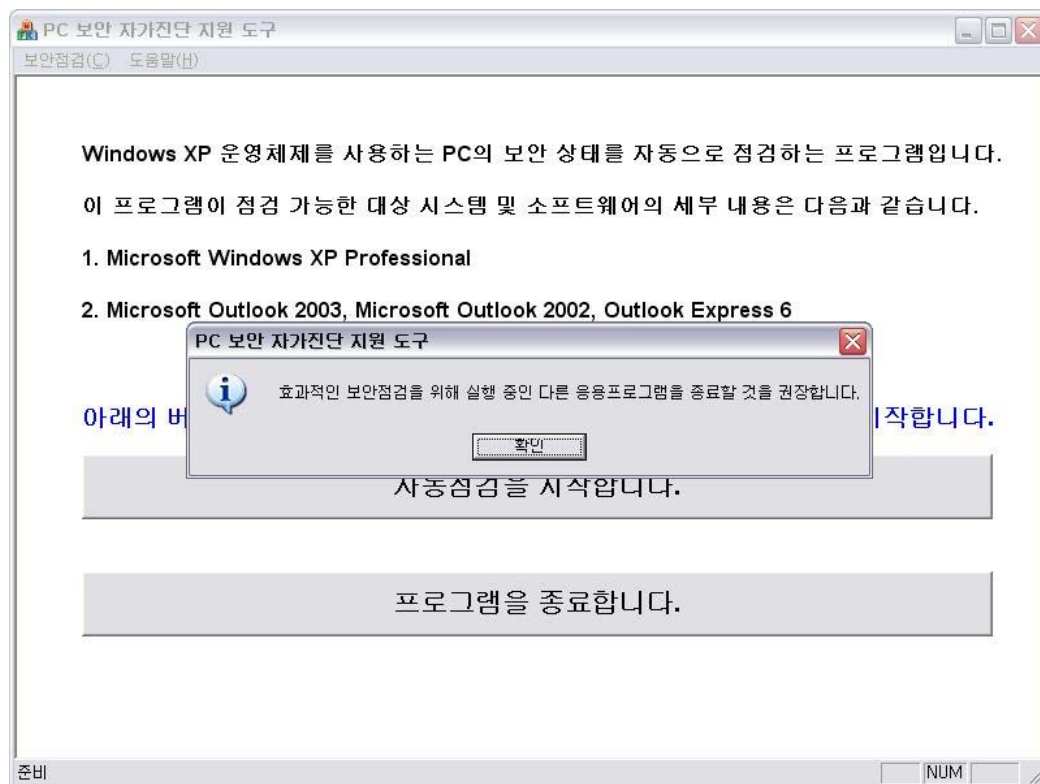 PC 보안 자가진단 지원 도구
보안점검(C) 도움말(H)
Windows XP 운영체제를 사용하는 PC의 보안 상태를 자동으로 점검하는 프로그램입니다.
이 프로그램이 점검 가능한 대상 시스템 및 소프트웨어의 세부 내용은 다음과 같습니다.
1. Microsoft Windows XP Professional
2. Microsoft Outlook 2003, Microsoft Outlook 2002, Outlook Express 6
PC 보안 자가진단 지원 도구
효과적인 보안점검을 위해 실행 중인 다른 응용프로그램을 종료할 것을 권장합니다.
확인
아래의 시작합니다.
자동점검을 시작합니다.
프로그램을 종료합니다.
준비 NUM